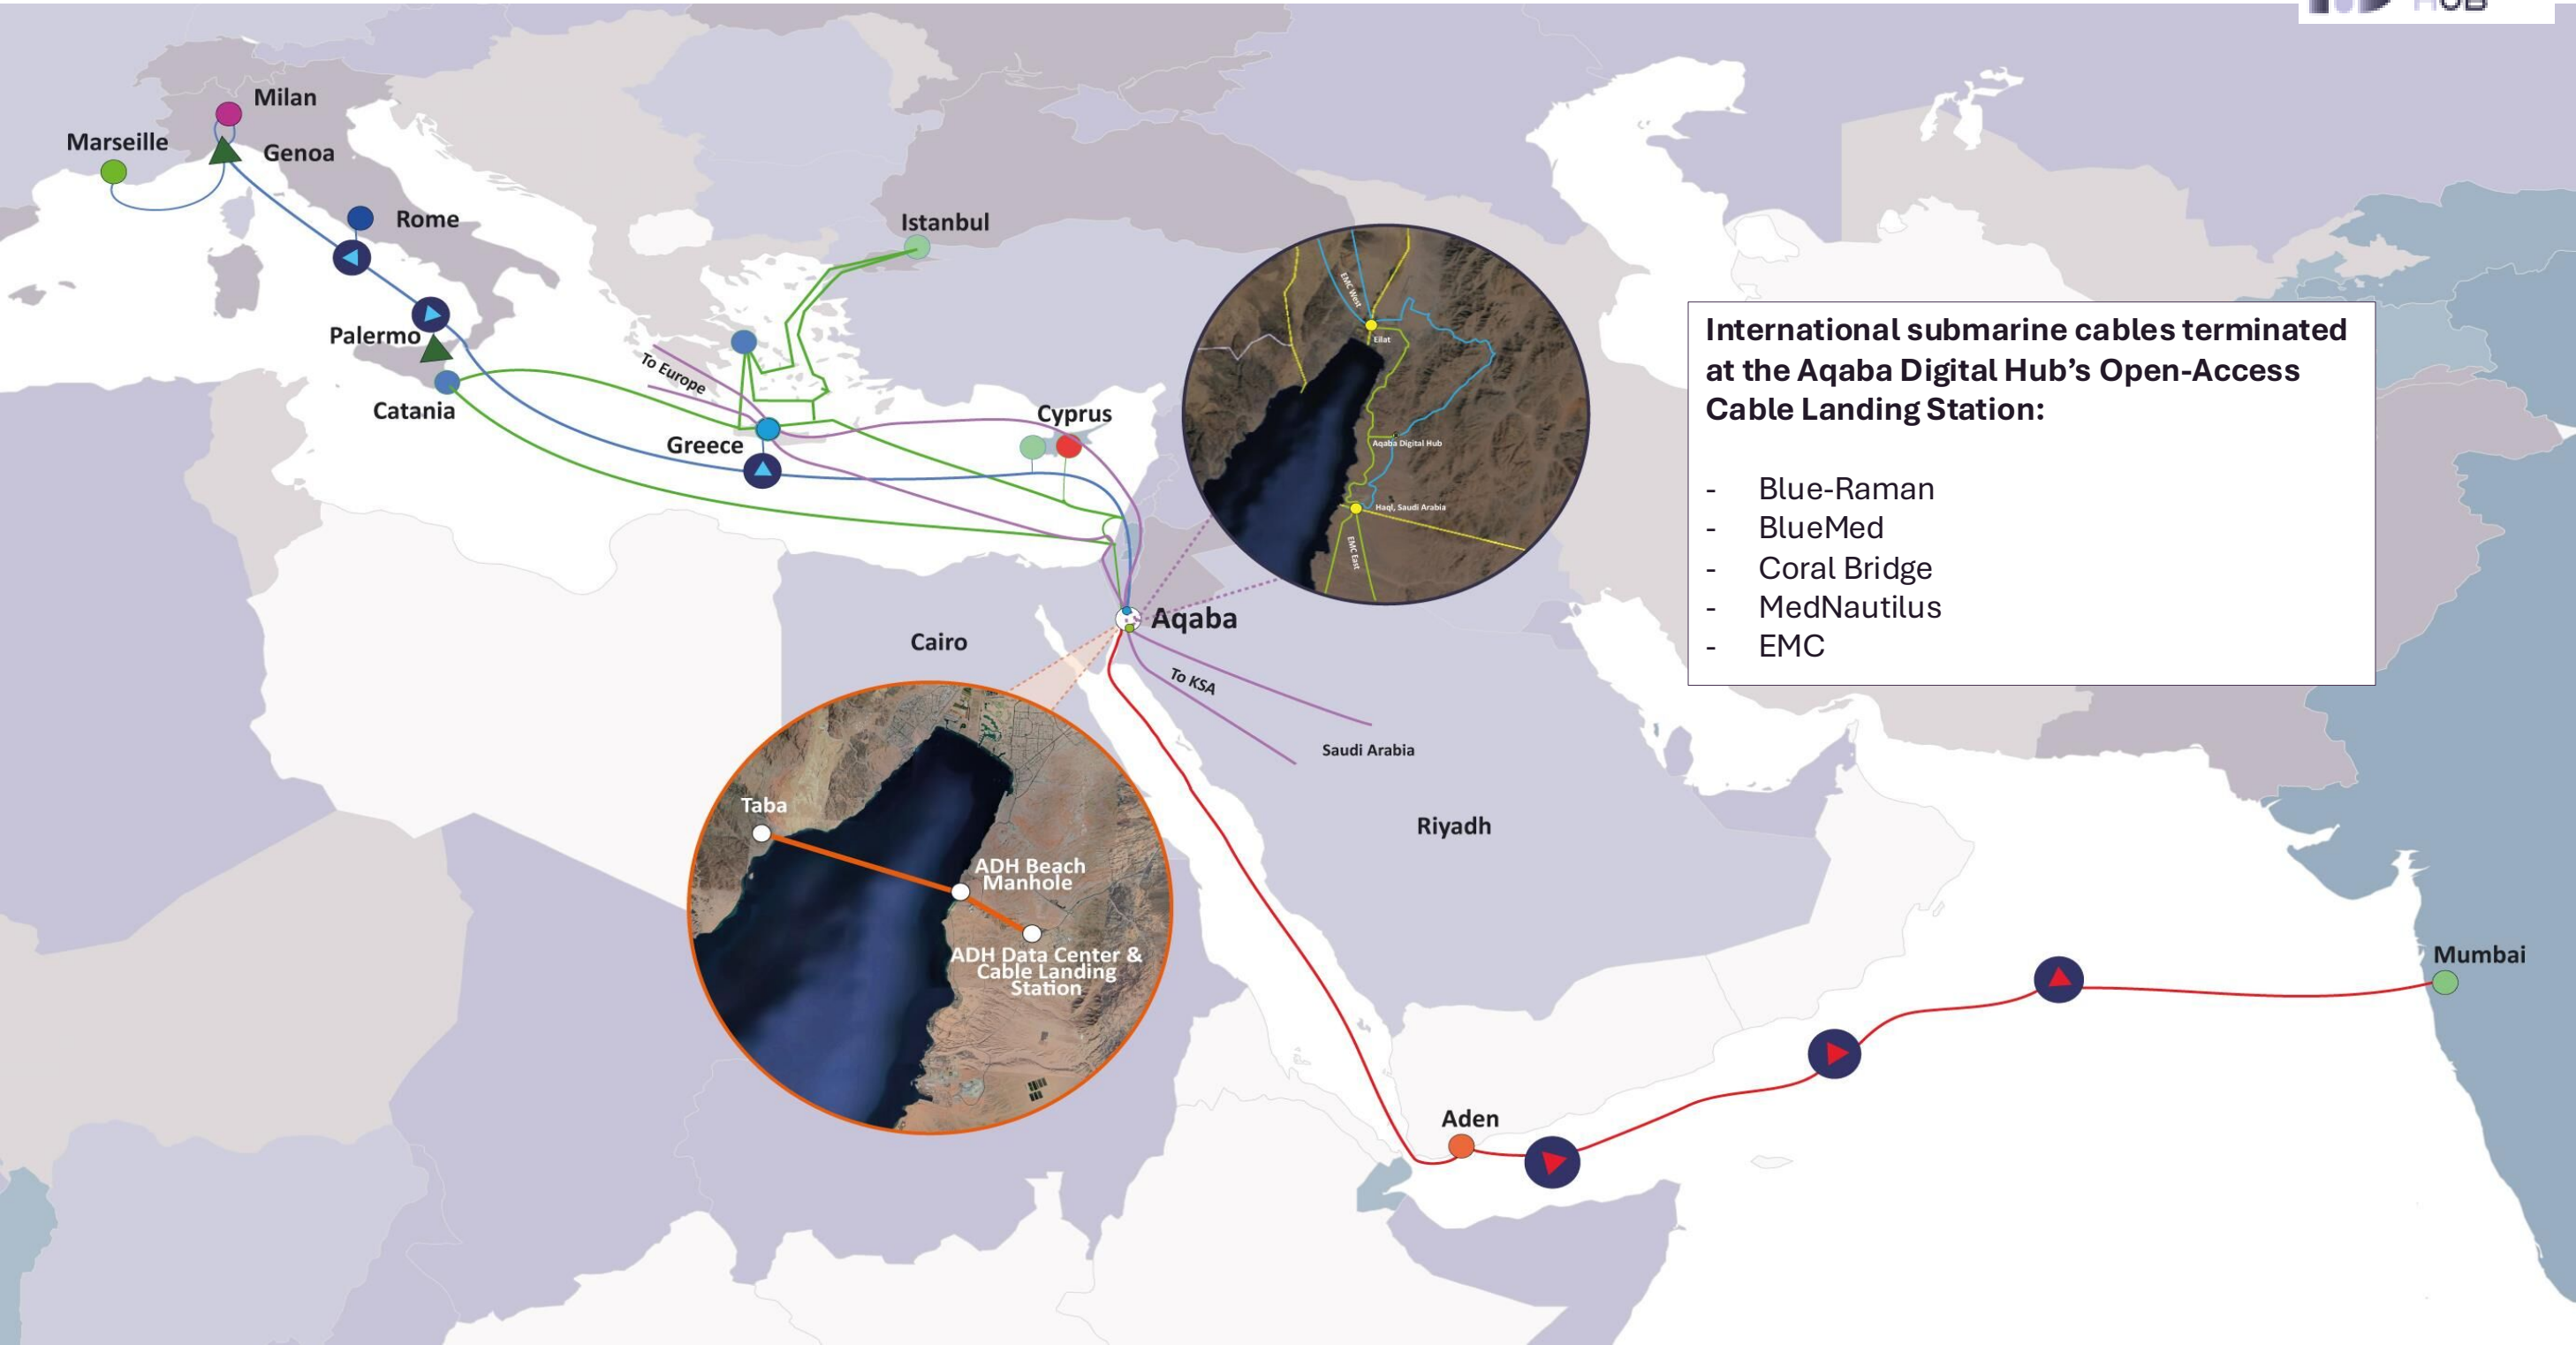 HUB
Milan
Marseille
Genoa
Rome
Istanbul
Palermo
To Europe
Catania
Greece
Cyprus
EMC West
Eilat
Aqaba Digital Hub
Haql, Saudi Arabia
EMC East
International submarine cables terminated
at the Aqaba Digital Hub’s Open-Access
Cable Landing Station:
- Blue-Raman
- BlueMed
- Coral Bridge
- MedNautilus
- EMC
Aqaba
Cairo
To KSA
Saudi Arabia
Riyadh
Taba
ADH Beach
Manhole
ADH Data Center &
Cable Landing
Station
Mumbai
Aden